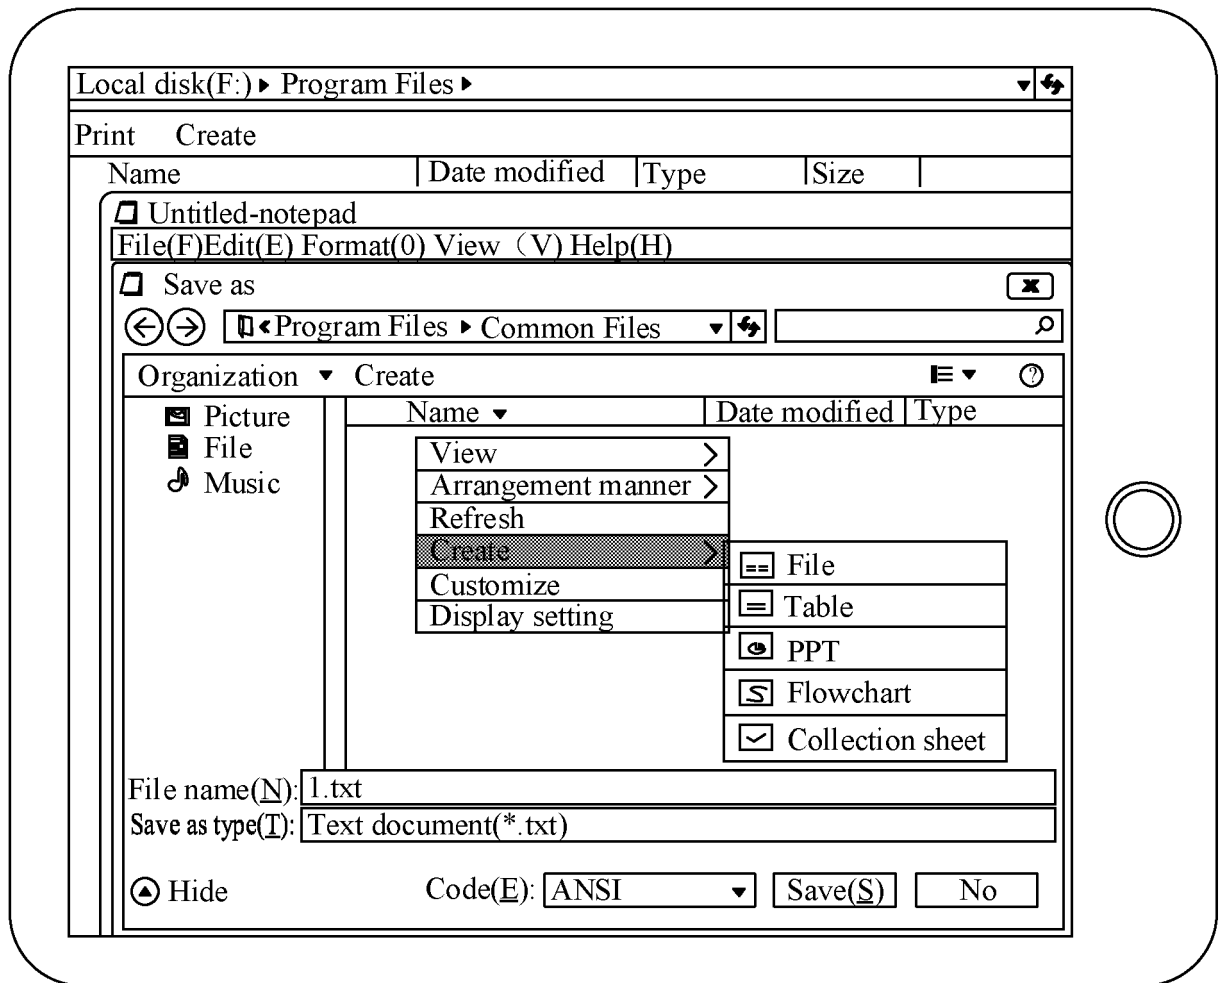 Local disk(F:) Program Files
Print Create
Name Date modified Type Size
Untitled-notepad
File(F)Edit(E) Format(0) View（V) Help(H)
Save as
Program Files Common Files
Organization Create
Picture Name Date modified Type
File
Music
View
Arrangement manner
Refresh
Create
Customize
Display setting
File
Table
PPT
Flowchart
Collection sheet
File name(N): 1.txt
Save as type(T): Text document(*.txt)
Hide Code(E): ANSI Save(S) No